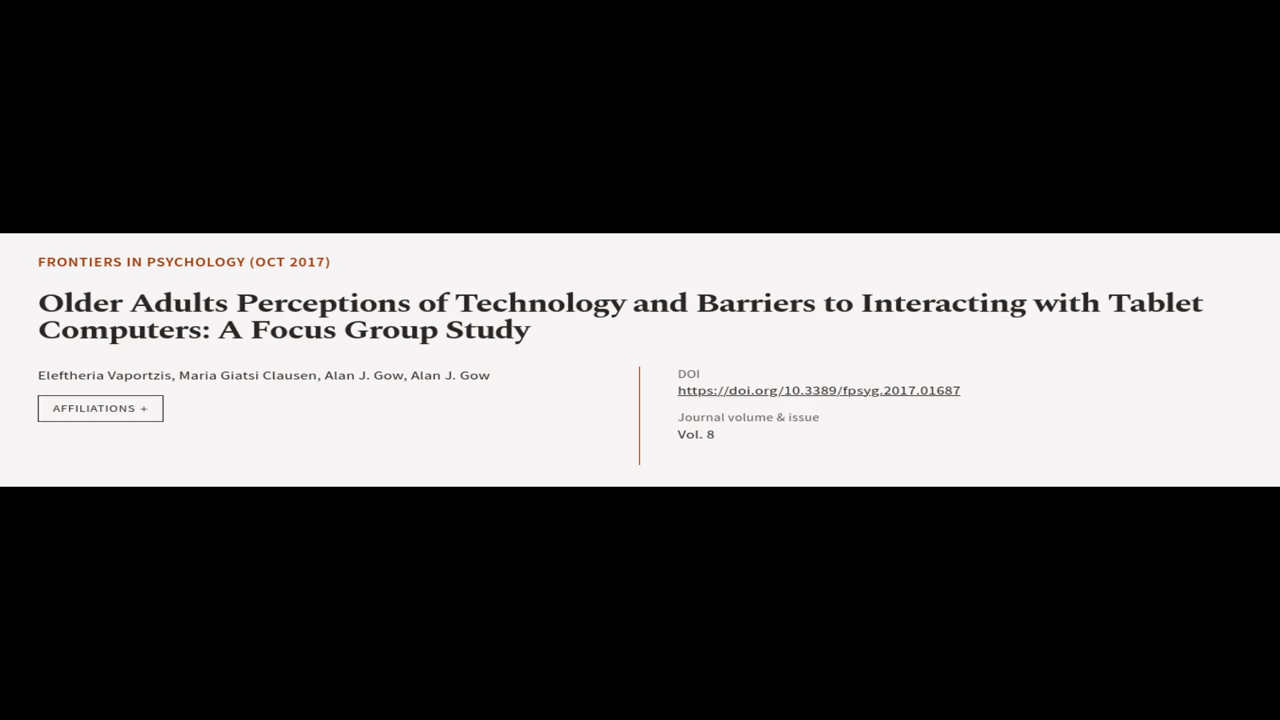 FRONTIERS IN PSYCHOLOGY (OCT 2017)
Older Adults Perceptions of Technology and Barriers to Interacting with Tablet
Computers: A Focus Group Study
Eleftheria Vaportzis, Maria Giatsi Clausen, Alan J. Gow, Alan J. Gow
AFFILIATIONS +
DOI
https://doi.org/10.3389/fpsyg.2017.01687
Journal volume & issue
Vol. 8